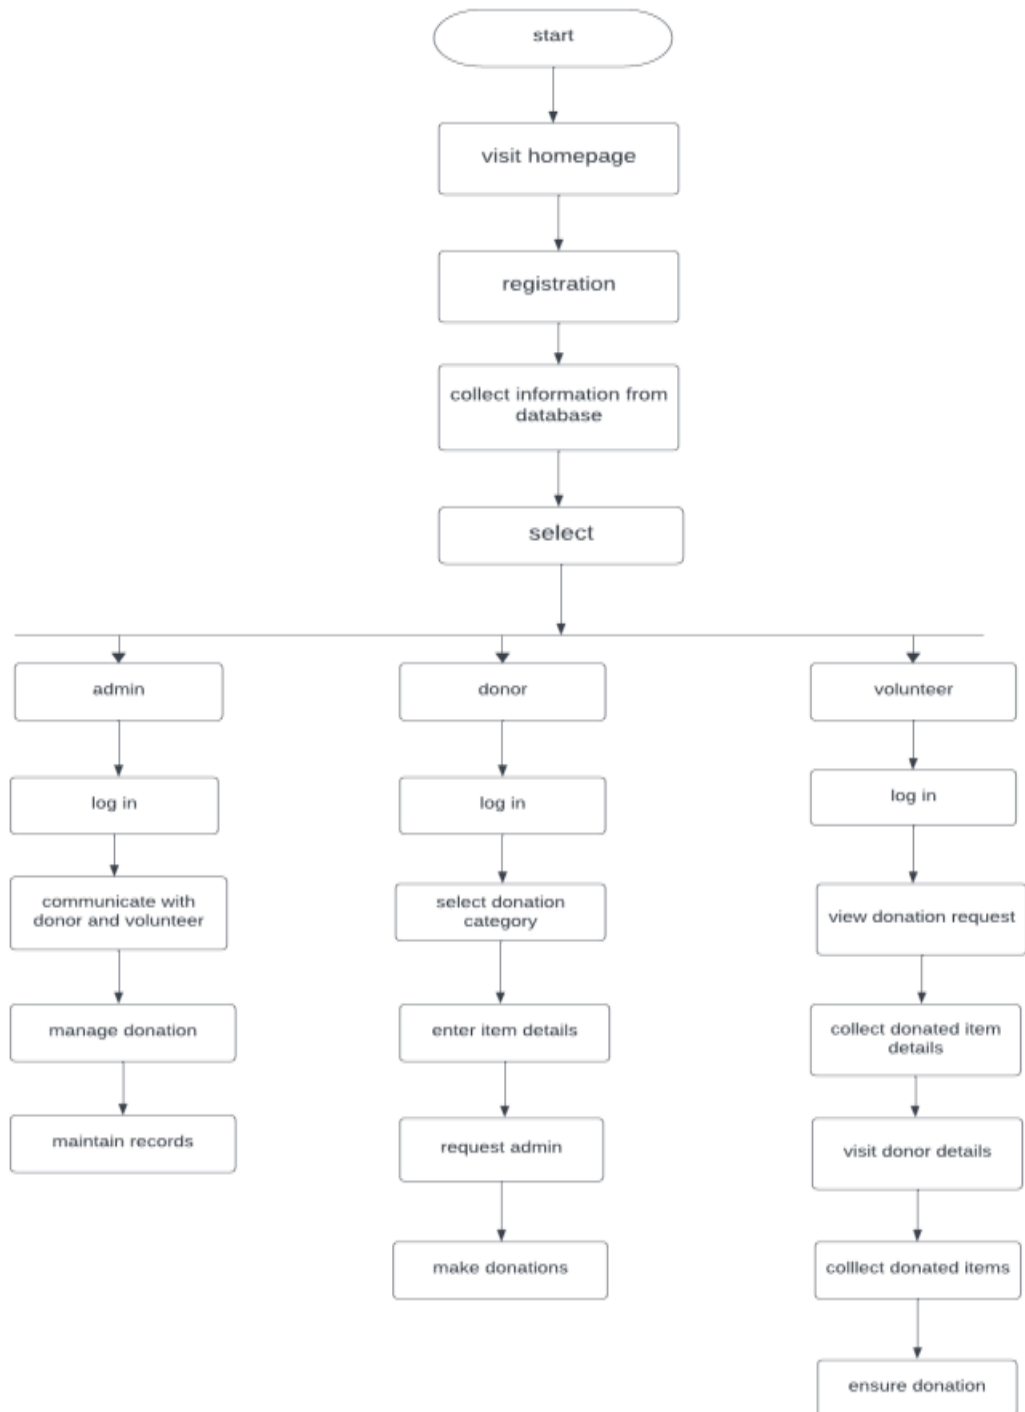 start
visit homepage
registration
collect information from
database
select
admin
log in
communicate with
donor and volunteer
manage donation
maintain records
donor
log in
select donation
category
enter item details
request admin
make donations
volunteer
log in
view donation request
collect donated item
details
visit donor details
colllect donated items
ensure donation